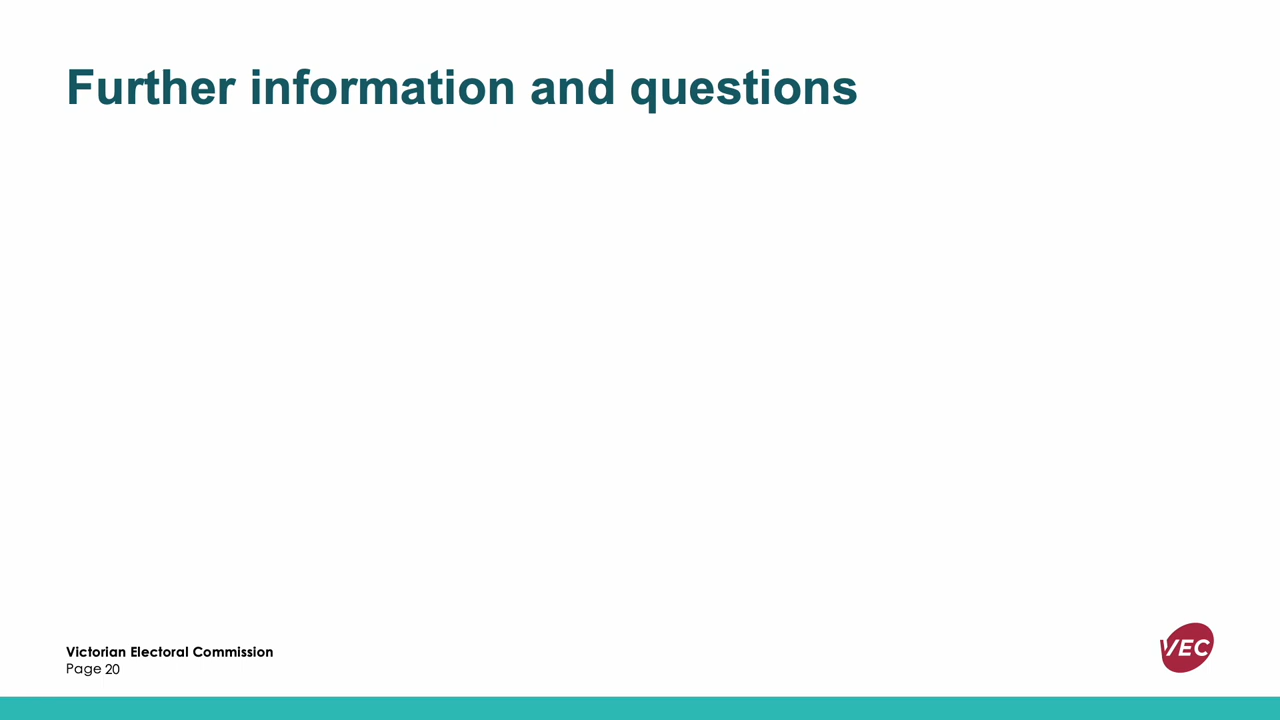 Further information and questions
Victorian Electoral Commission
Page 20
VEC